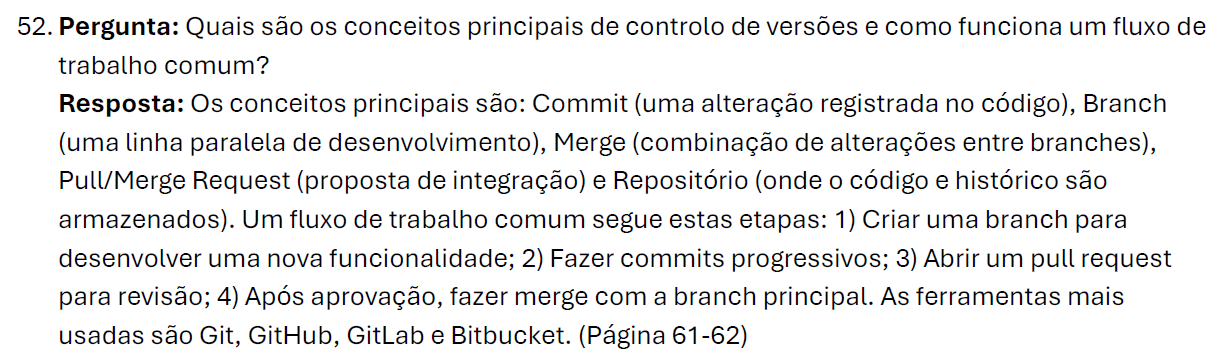 52. Pergunta: Quais são os conceitos principais de controlo de versões e como funciona um fluxo de
trabalho comum?
Resposta: Os conceitos principais são: Commit (uma alteração registrada no código), Branch
(uma linha paralela de desenvolvimento), Merge (combinação de alterações entre branches),
Pull/Merge Request (proposta de integração) e Repositório (onde o código e histórico são
armazenados). Um fluxo de trabalho comum segue estas etapas: 1) Criar uma branch para
desenvolver uma nova funcionalidade; 2) Fazer commits progressivos; 3) Abrir um pull request
para revisão; 4) Após aprovação, fazer merge com a branch principal. As ferramentas mais
usadas são Git, GitHub, GitLab e Bitbucket. (Página 61-62)